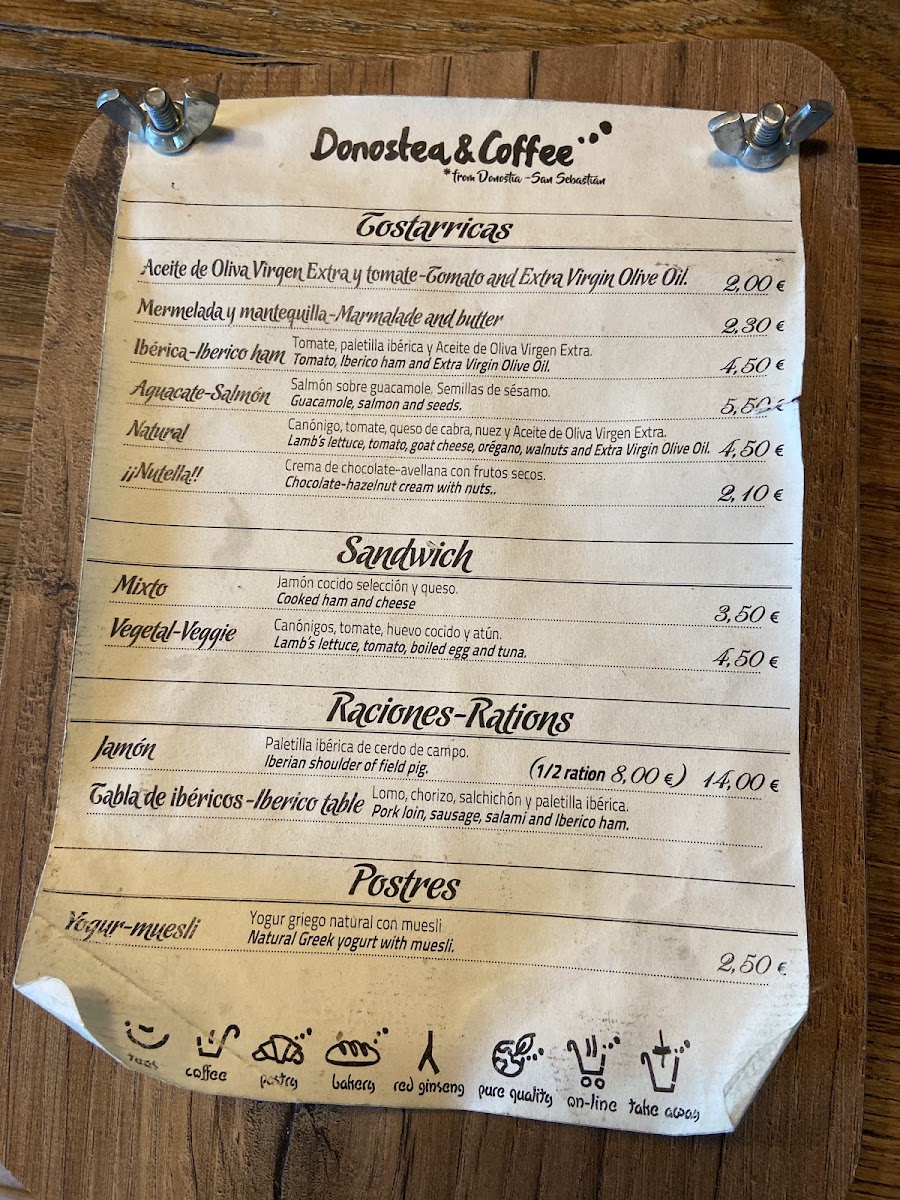 Donostea & Coffee
*from Donostia - San Sebastián
Tostarricas
Aceite de Oliva Virgen Extra y tomate-Tomato and Extra Virgin Olive Oil. 2,00 €
Mermelada y mantequilla-Marmalade and butter 2,30 €
Ibérica-Iberico ham Tomate, paletilla ibérica y Aceite de Oliva Virgen Extra.
Tomato, Iberico ham and Extra Virgin Olive Oil. 4,50 €
Aguacate-Salmón Salmón sobre guacamole. Semillas de sésamo.
Guacamole, salmon and seeds. 5,50 €
Natural Canónigo, tomate, queso de cabra, nuez y Aceite de Oliva Virgen Extra.
Lamb's lettuce, tomato, goat cheese, orégano, walnuts and Extra Virgin Olive Oil. 4,50 €
¡¡Nutella!! Crema de chocolate-avellana con frutos secos.
Chocolate-hazelnut cream with nuts.. 2,10 €
Sandwich
Mixto Jamón cocido selección y queso.
Cooked ham and cheese 3,50 €
Vegetal-Veggie Canónigos, tomate, huevo cocido y atún.
Lamb's lettuce, tomato, boiled egg and tuna. 4,50 €
Raciones-Rations
Jamón Paletilla ibérica de cerdo de campo.
Iberian shoulder of field pig. (1/2 ration 8,00 €) 14,00 €
Tabla de ibéricos-Iberico table Lomo, chorizo, salchichón y paletilla ibérica.
Pork loin, sausage, salami and Iberico ham.
Postres
Yogur-muesli Yogur griego natural con muesli
Natural Greek yogurt with muesli. 2,50 €
teas coffee pastry bakery red ginseng pure quality on-line take away